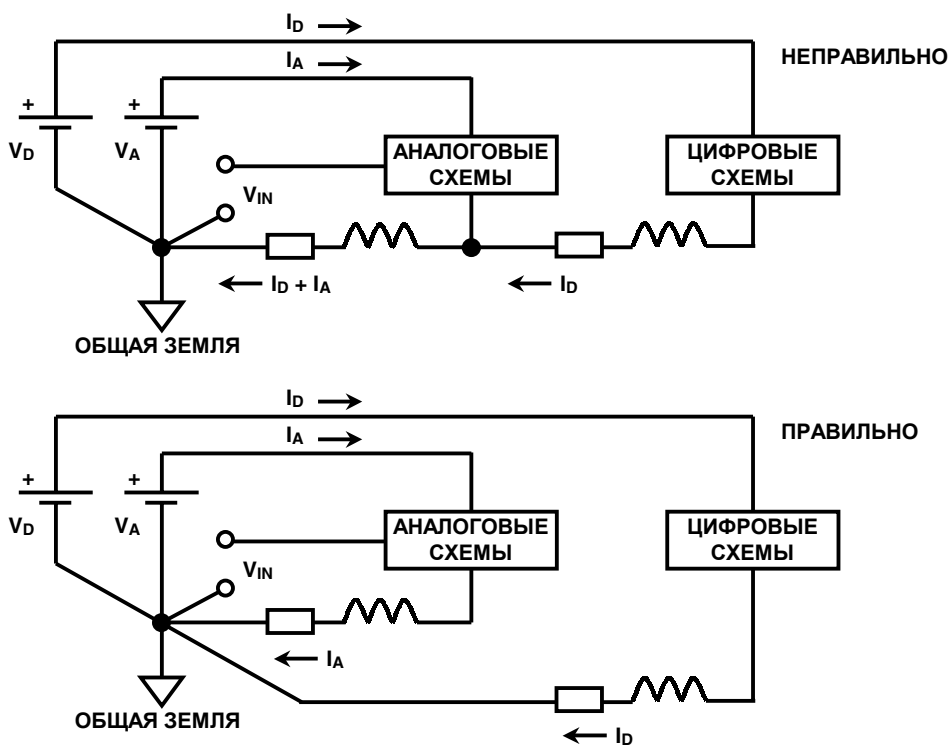 I_D
I_A
НЕПРАВИЛЬНО
+
+
V_D
V_A
АНАЛОГОВЫЕ
СХЕМЫ
ЦИФРОВЫЕ
СХЕМЫ
V_IN
I_D + I_A
I_D
ОБЩАЯ ЗЕМЛЯ
I_D
I_A
ПРАВИЛЬНО
+
+
V_D
V_A
АНАЛОГОВЫЕ
СХЕМЫ
ЦИФРОВЫЕ
СХЕМЫ
V_IN
I_A
ОБЩАЯ ЗЕМЛЯ
I_D